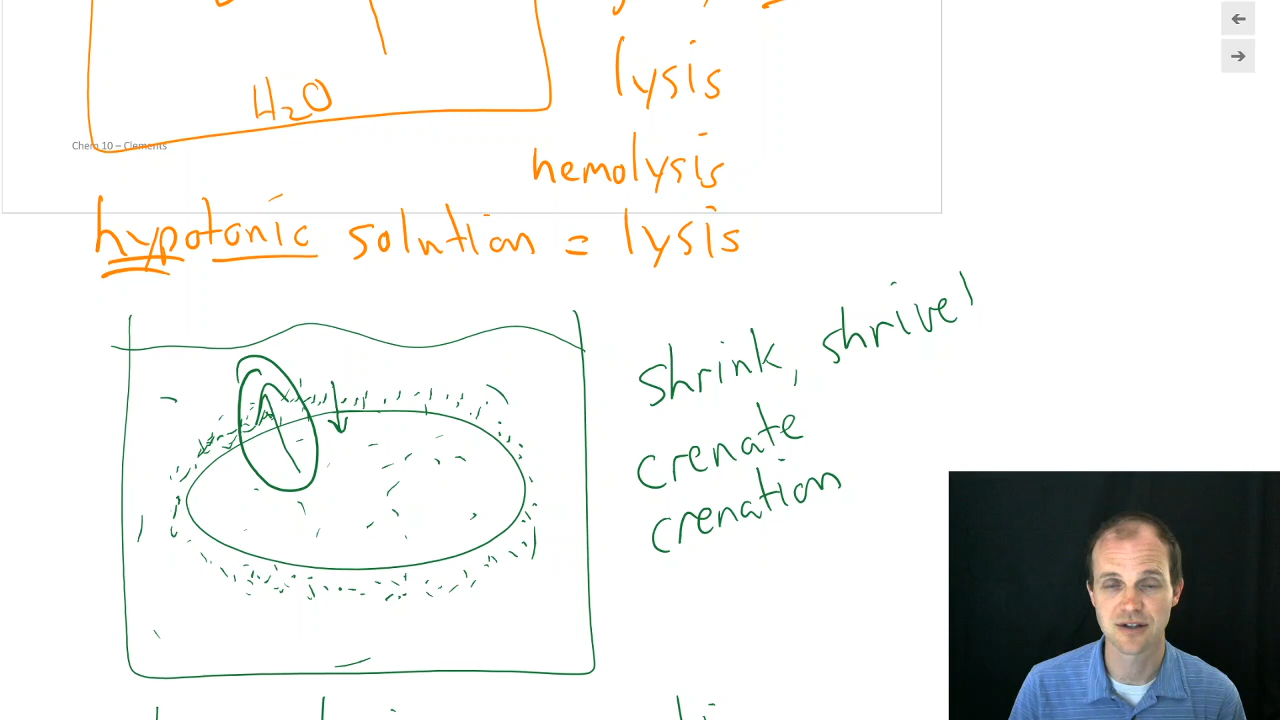 lysis
H2O
Chem 10 – Clements
hemolysis
hypotonic solution = lysis
shrink, shrivel
crenate
crenation